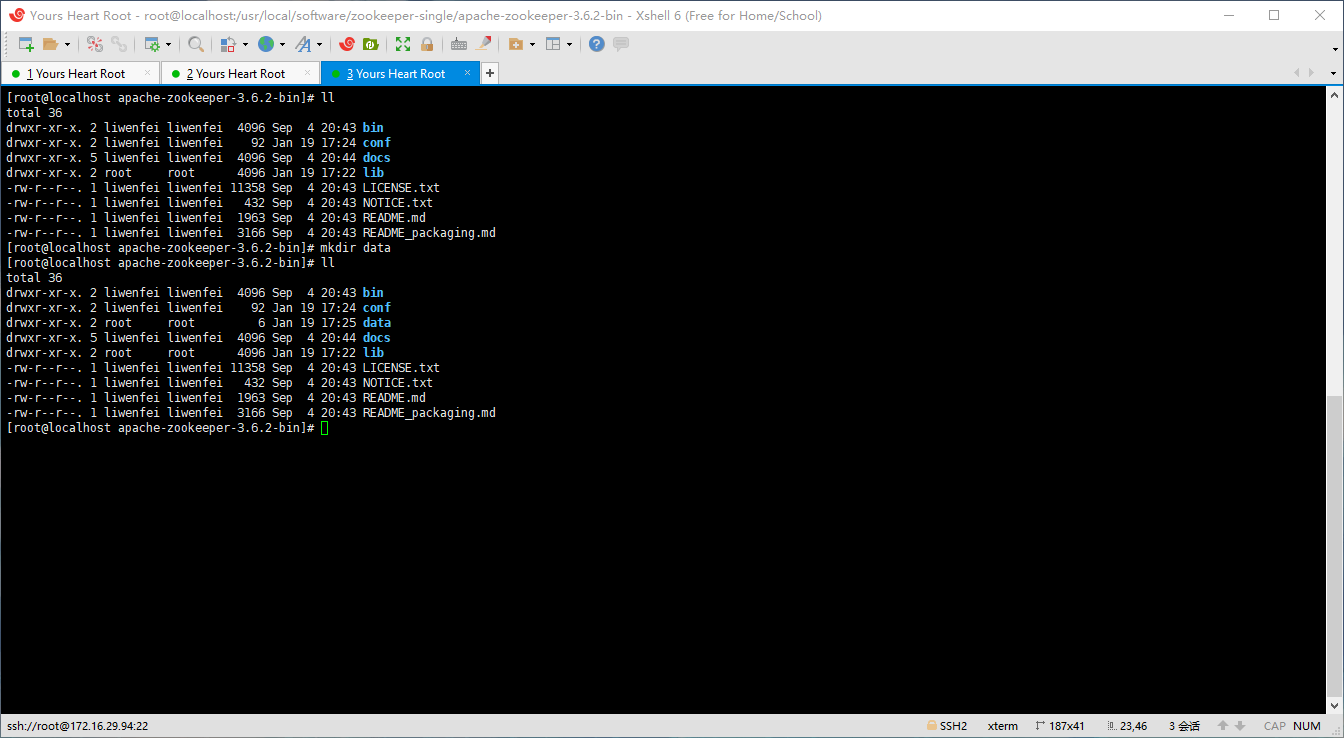 Yours Heart Root - root@localhost:/usr/local/software/zookeeper-single/apache-zookeeper-3.6.2-bin - Xshell 6 (Free for Home/School)
1 Yours Heart Root × 2 Yours Heart Root × 3 Yours Heart Root × +
[root@localhost apache-zookeeper-3.6.2-bin]# ll
total 36
drwxr-xr-x. 2 liwenfei liwenfei  4096 Sep  4 20:43 bin
drwxr-xr-x. 2 liwenfei liwenfei    92 Jan 19 17:24 conf
drwxr-xr-x. 5 liwenfei liwenfei  4096 Sep  4 20:44 docs
drwxr-xr-x. 2 root     root      4096 Jan 19 17:22 lib
-rw-r--r--. 1 liwenfei liwenfei 11358 Sep  4 20:43 LICENSE.txt
-rw-r--r--. 1 liwenfei liwenfei   432 Sep  4 20:43 NOTICE.txt
-rw-r--r--. 1 liwenfei liwenfei  1963 Sep  4 20:43 README.md
-rw-r--r--. 1 liwenfei liwenfei  3166 Sep  4 20:43 README_packaging.md
[root@localhost apache-zookeeper-3.6.2-bin]# mkdir data
[root@localhost apache-zookeeper-3.6.2-bin]# ll
total 36
drwxr-xr-x. 2 liwenfei liwenfei  4096 Sep  4 20:43 bin
drwxr-xr-x. 2 liwenfei liwenfei    92 Jan 19 17:24 conf
drwxr-xr-x. 2 root     root         6 Jan 19 17:25 data
drwxr-xr-x. 5 liwenfei liwenfei  4096 Sep  4 20:44 docs
drwxr-xr-x. 2 root     root      4096 Jan 19 17:22 lib
-rw-r--r--. 1 liwenfei liwenfei 11358 Sep  4 20:43 LICENSE.txt
-rw-r--r--. 1 liwenfei liwenfei   432 Sep  4 20:43 NOTICE.txt
-rw-r--r--. 1 liwenfei liwenfei  1963 Sep  4 20:43 README.md
-rw-r--r--. 1 liwenfei liwenfei  3166 Sep  4 20:43 README_packaging.md
[root@localhost apache-zookeeper-3.6.2-bin]#
ssh://root@172.16.29.94:22 SSH2 xterm 187x41 23,46 3 会话 CAP NUM